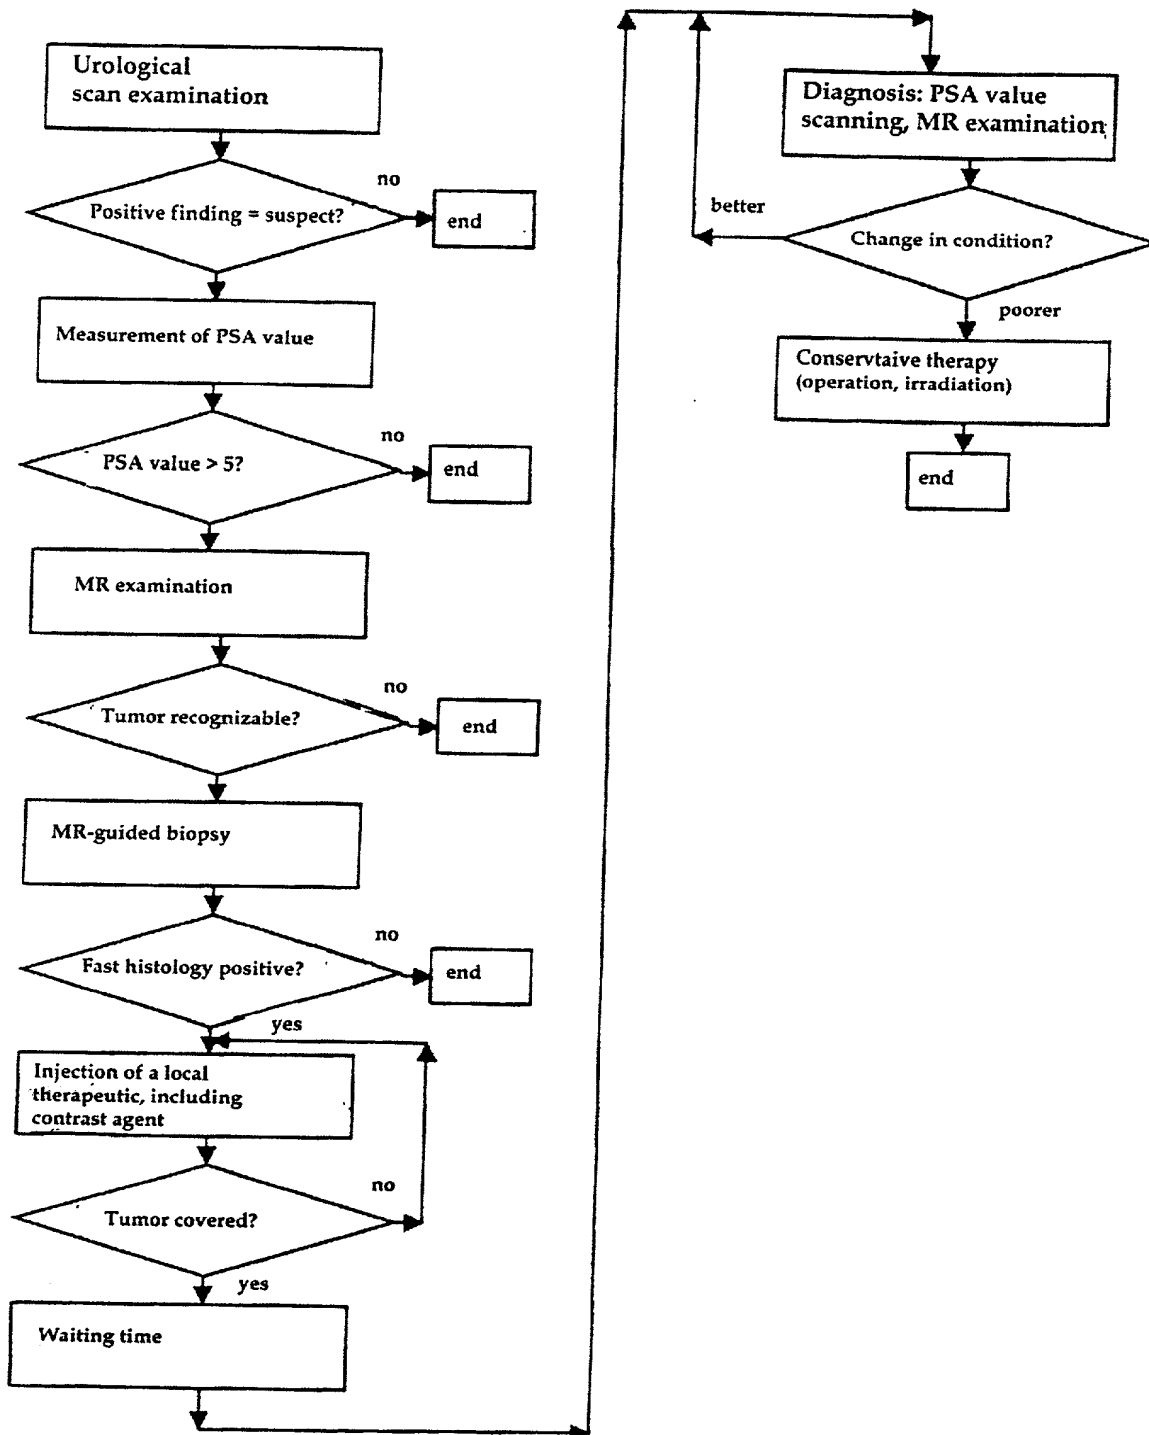 Urological
scan examination
no
Positive finding = suspect?
end
Measurement of PSA value
no
PSA value > 5?
end
MR examination
no
Tumor recognizable?
end
MR-guided biopsy
no
Fast histology positive?
end
yes
Injection of a local
therapeutic, including
contrast agent
no
Tumor covered?
yes
Waiting time
Diagnosis: PSA value
scanning, MR examination
better
Change in condition?
poorer
Conservtaive therapy
(operation, irradiation)
end